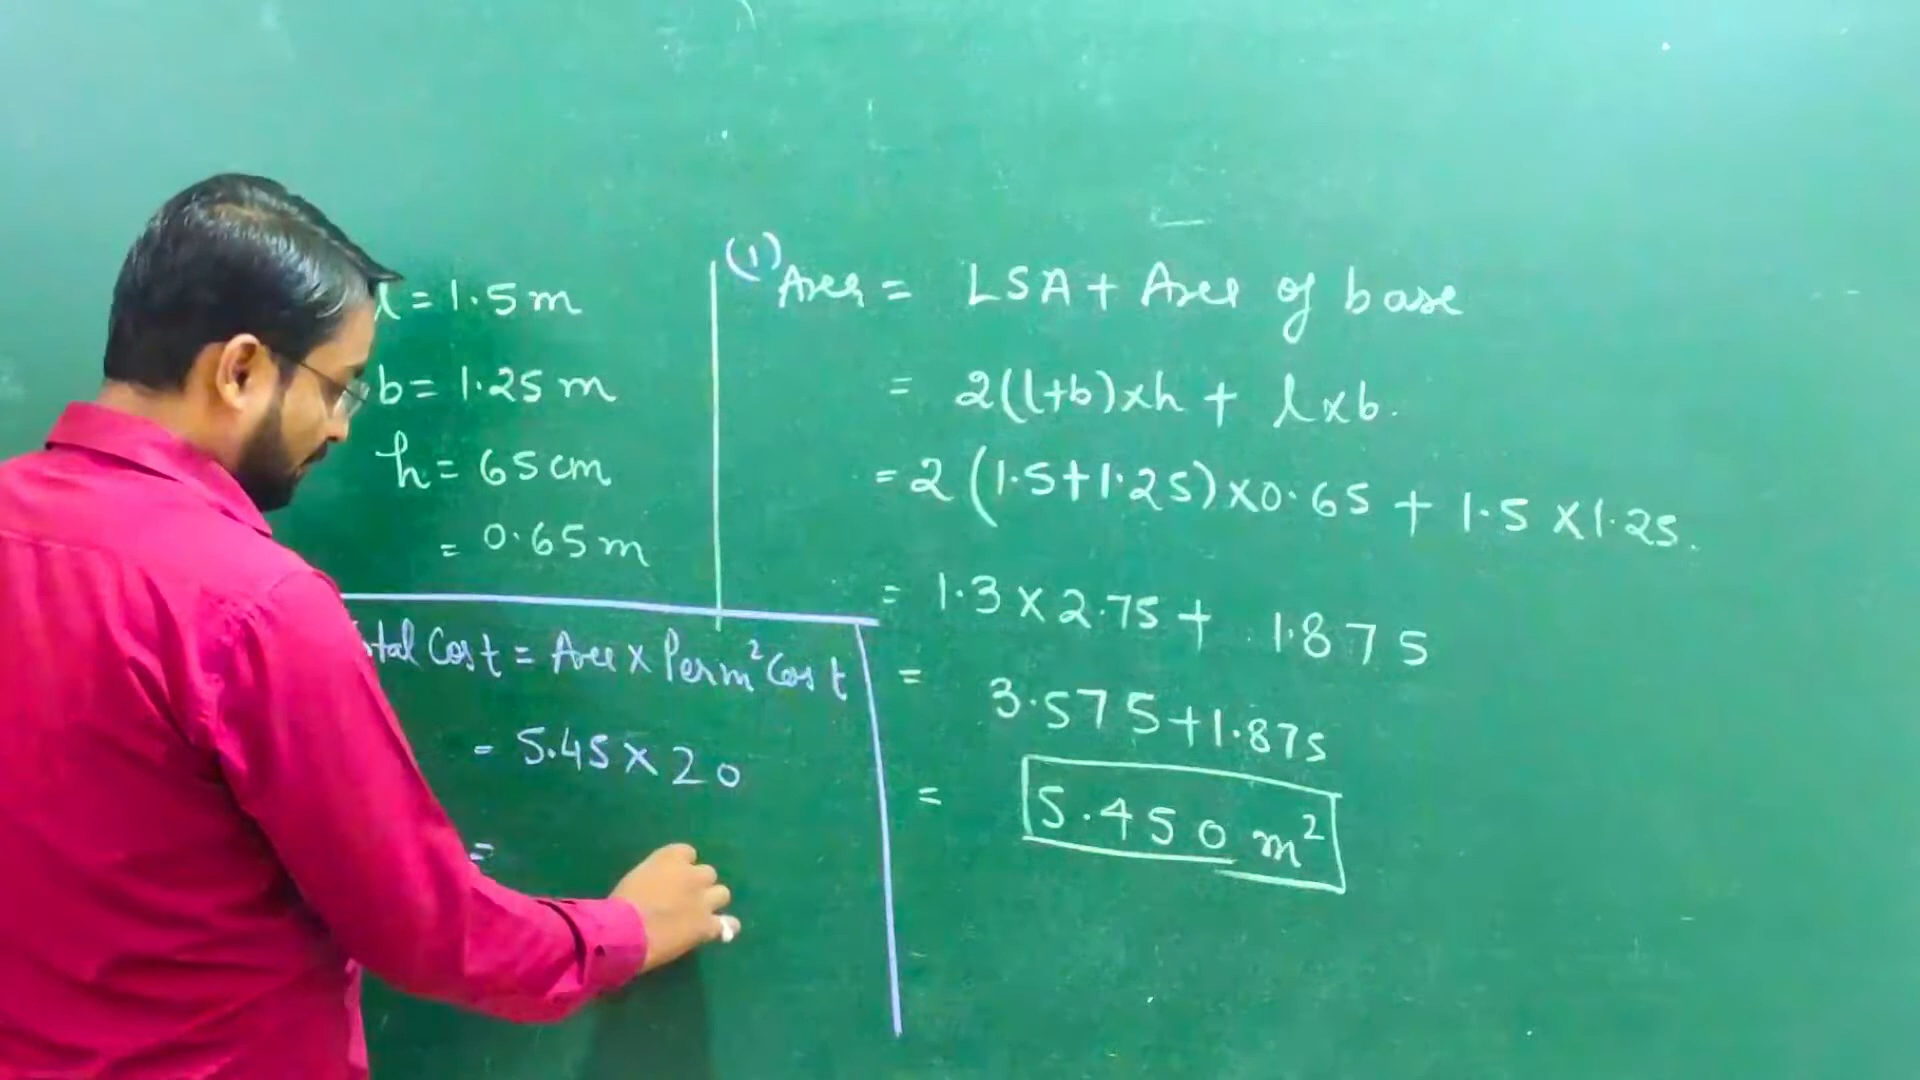 l = 1.5 m
b = 1.25 m
h = 65 cm
= 0.65 m
(1) Area = LSA + Area of base
= 2(l+b)×h + l×b.
= 2(1.5+1.25)×0.65 + 1.5×1.25.
= 1.3×2.75 + 1.875
= 3.575+1.875
= 5.450 m²
otal Cost = Area × Per m² Cost
= 5.45×20
=